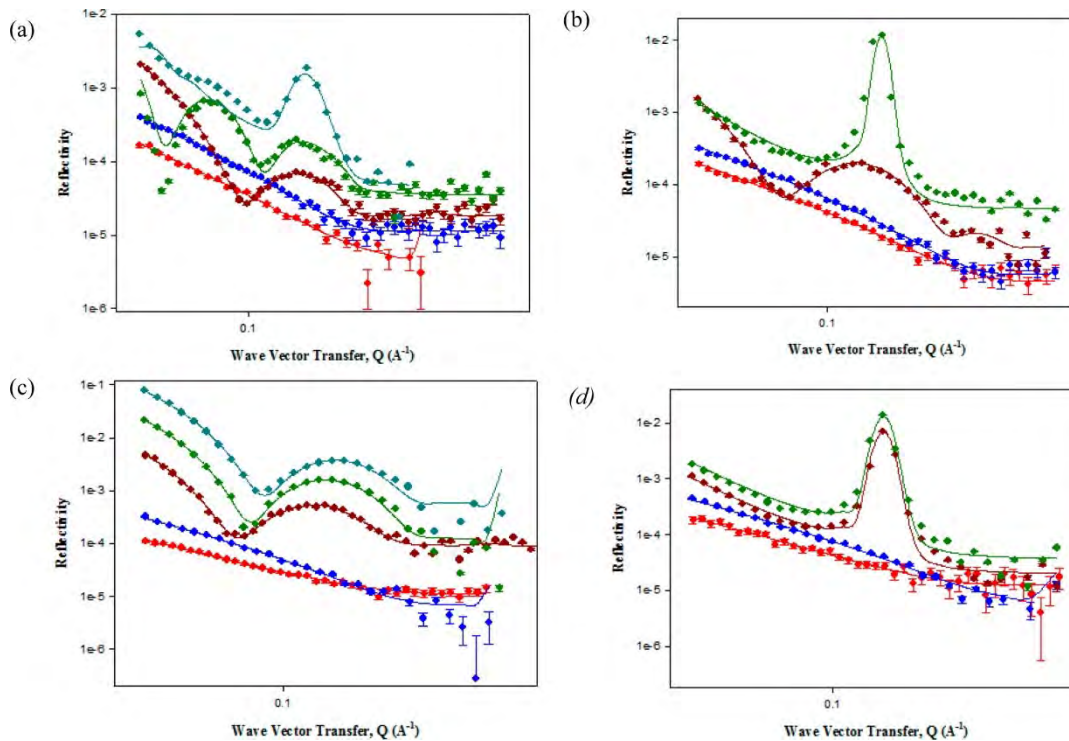 (a)
1e-2
1e-3
1e-4
1e-5
1e-6
Reflectivity
0.1
Wave Vector Transfer, Q (A-1)
(b)
1e-2
1e-3
1e-4
1e-5
Reflectivity
0.1
Wave Vector Transfer, Q (A-1)
(c)
1e-1
1e-2
1e-3
1e-4
1e-5
1e-6
Reflectivity
0.1
Wave Vector Transfer, Q (A-1)
(d)
1e-2
1e-3
1e-4
1e-5
1e-6
Reflectivity
0.1
Wave Vector Transfer, Q (A-1)